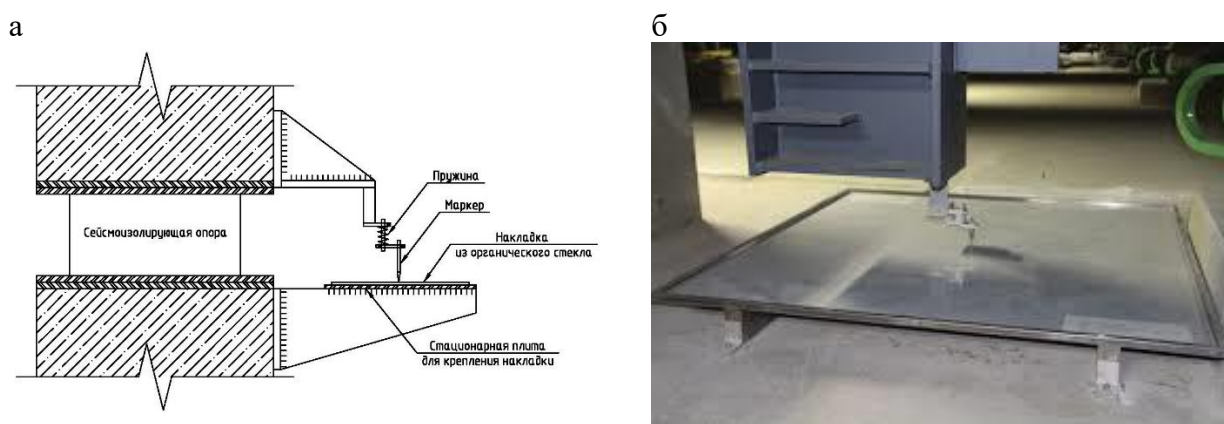 а
б
Пружина
Маркер
Сейсмоизолирующая опора
Накладка
из органического стекла
Стационарная плита
для крепления накладки